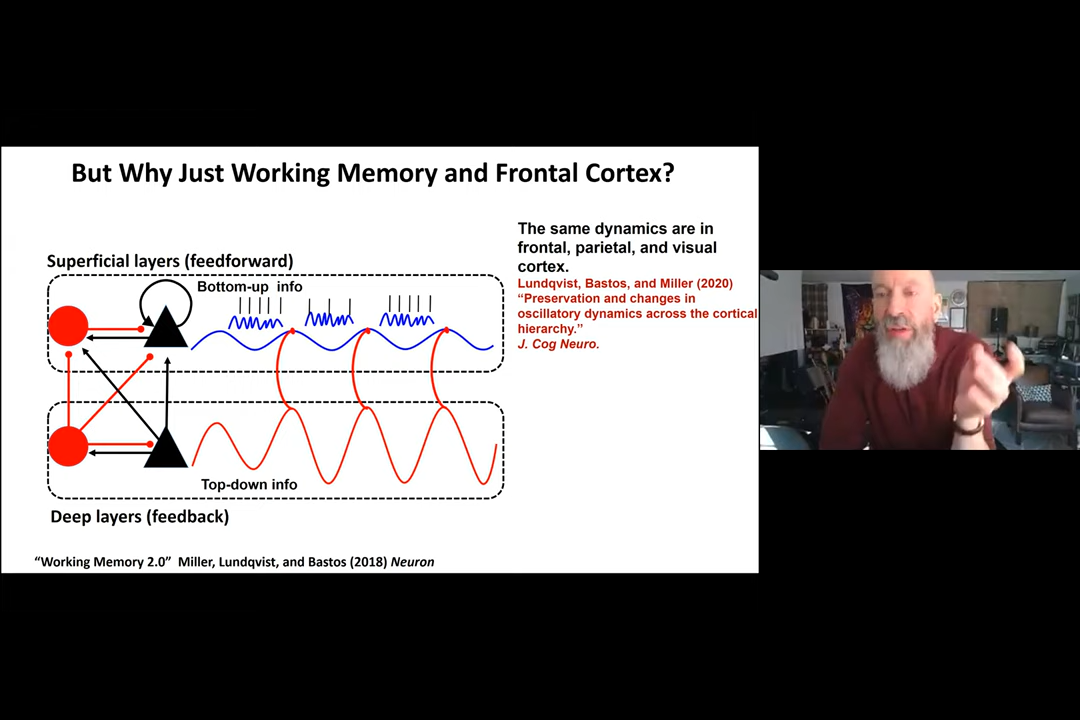 But Why Just Working Memory and Frontal Cortex?
The same dynamics are in
frontal, parietal, and visual
cortex.
Lundqvist, Bastos, and Miller (2020)
“Preservation and changes in
oscillatory dynamics across the cortical
hierarchy.”
J. Cog Neuro.
Superficial layers (feedforward)
Bottom-up info
Top-down info
Deep layers (feedback)
“Working Memory 2.0” Miller, Lundqvist, and Bastos (2018) Neuron